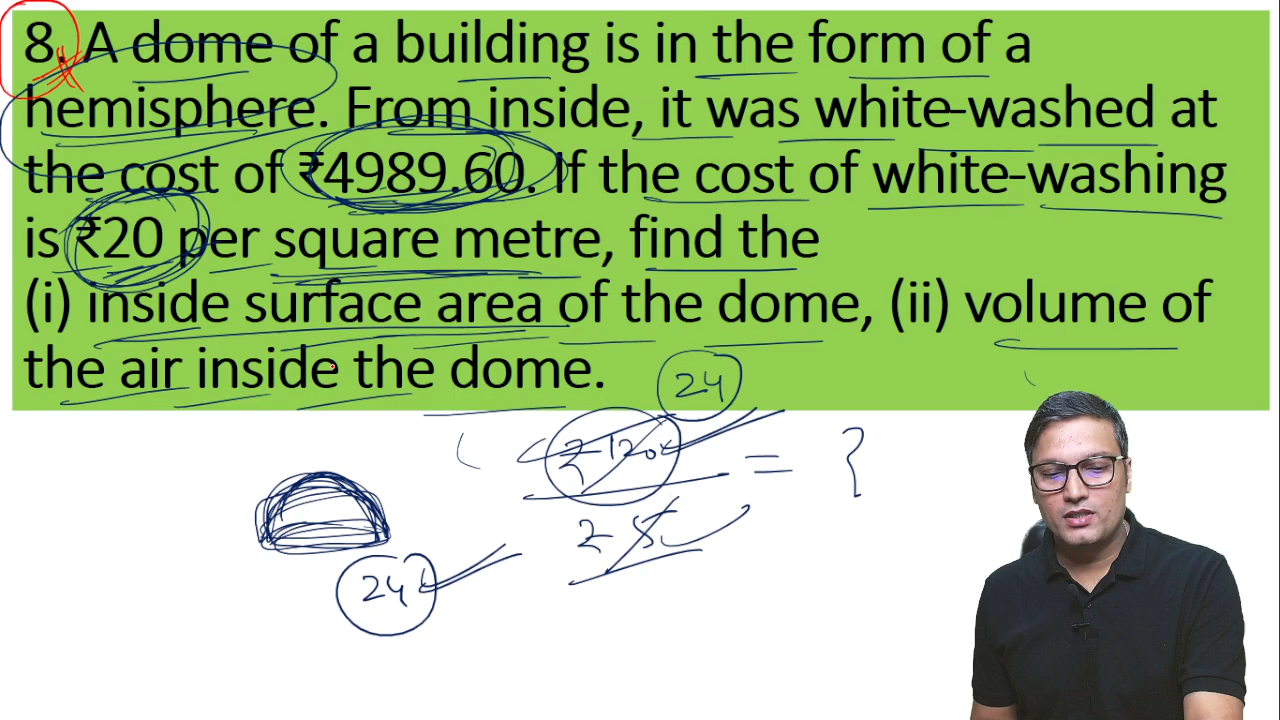 8. A dome of a building is in the form of a
hemisphere. From inside, it was white-washed at
the cost of ₹4989.60. If the cost of white-washing
is ₹20 per square metre, find the
(i) inside surface area of the dome, (ii) volume of
the air inside the dome.
24
₹120 = ?
₹5
24